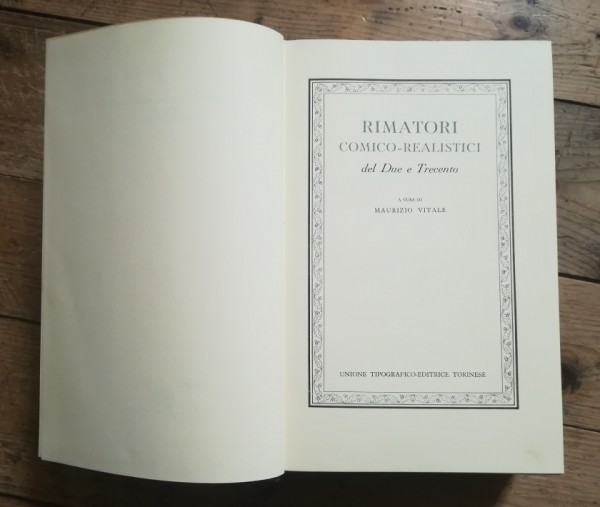 RIMATORI
COMICO-REALISTICI
del Due e Trecento
A CURA DI
MAURIZIO VITALE
UNIONE TIPOGRAFICO-EDITRICE TORINESE